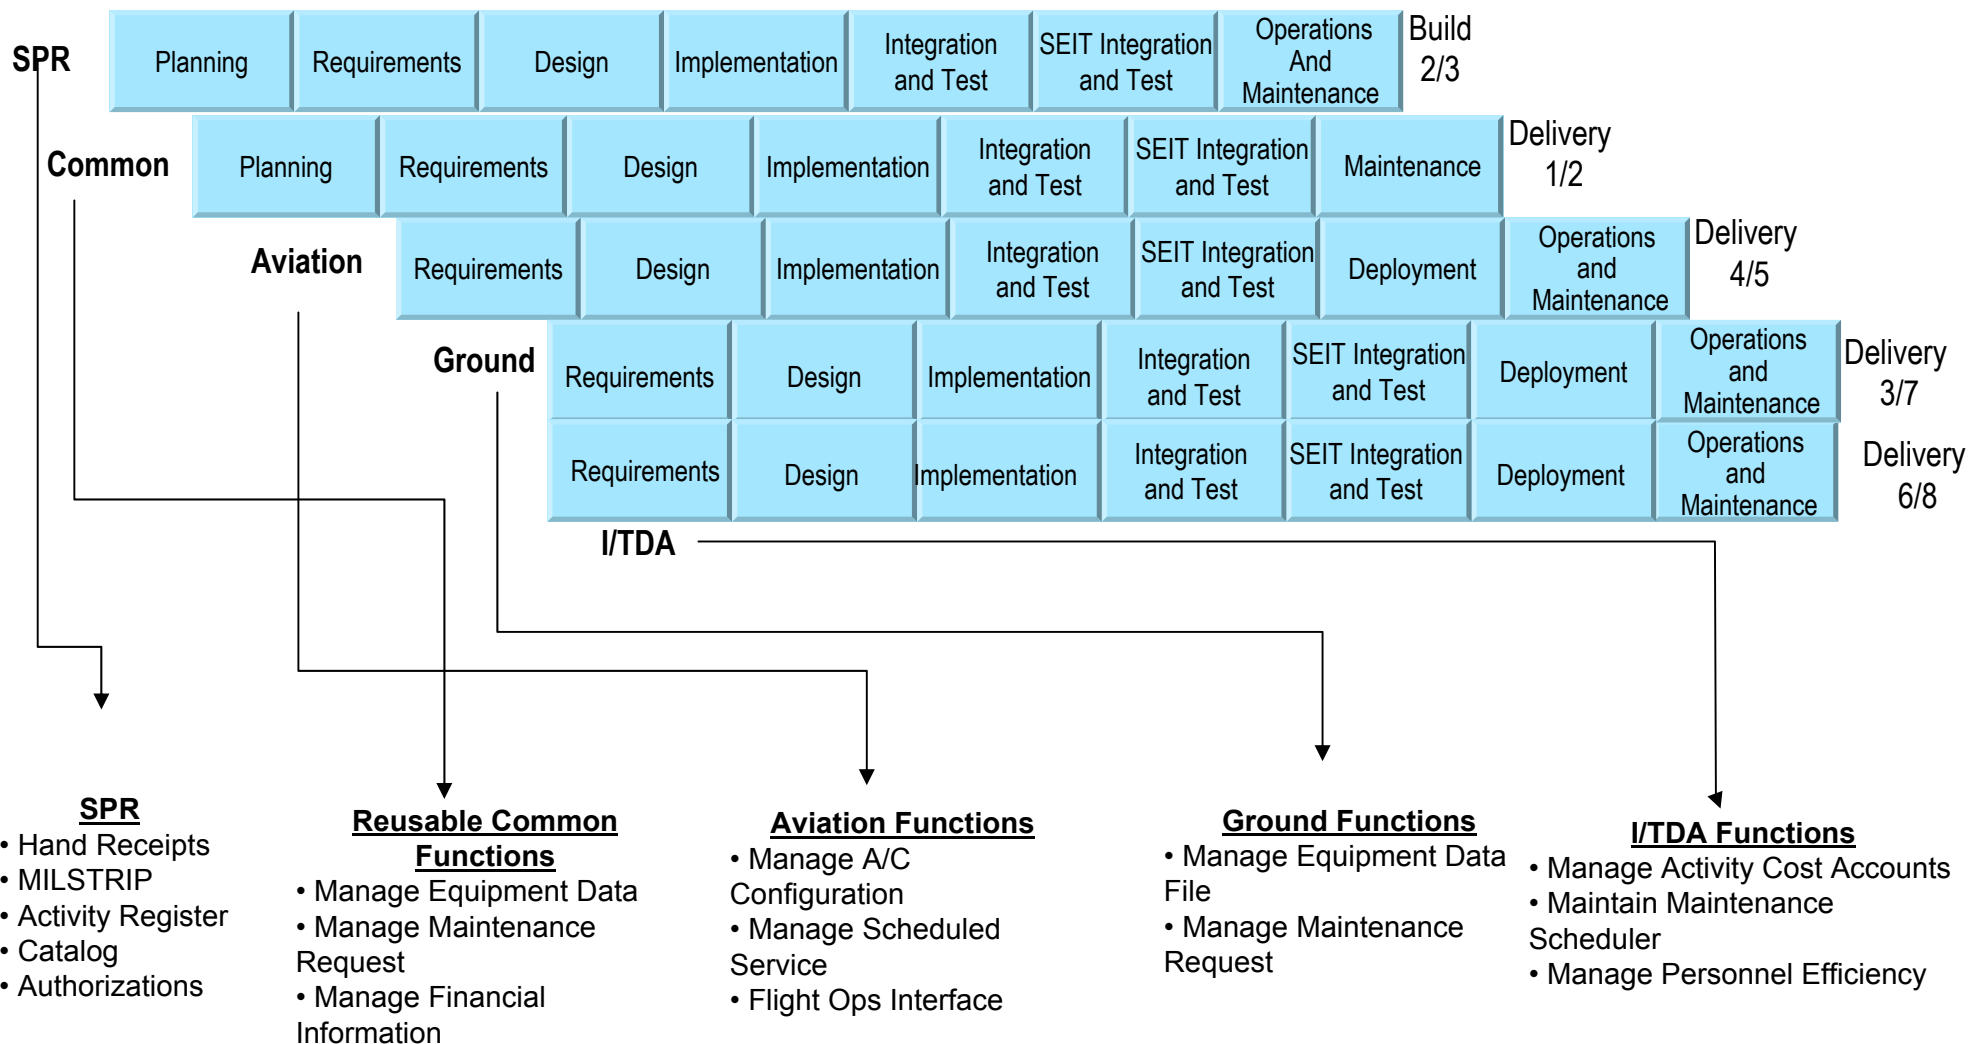 SPR
Planning
Requirements
Design
Implementation
Integration
and Test
SEIT Integration
and Test
Operations
And
Maintenance
Build
2/3
Common
Planning
Requirements
Design
Implementation
Integration
and Test
SEIT Integration
and Test
Maintenance
Delivery
1/2
Aviation
Requirements
Design
Implementation
Integration
and Test
SEIT Integration
and Test
Deployment
Operations
and
Maintenance
Delivery
4/5
Ground
Requirements
Design
Implementation
Integration
and Test
SEIT Integration
and Test
Deployment
Operations
and
Maintenance
Delivery
3/7
Requirements
Design
Implementation
Integration
and Test
SEIT Integration
and Test
Deployment
Operations
and
Maintenance
Delivery
6/8
I/TDA
SPR
• Hand Receipts
• MILSTRIP
• Activity Register
• Catalog
• Authorizations
Reusable Common
Functions
• Manage Equipment Data
• Manage Maintenance
Request
• Manage Financial
Information
Aviation Functions
• Manage A/C
Configuration
• Manage Scheduled
Service
• Flight Ops Interface
Ground Functions
• Manage Equipment Data
File
• Manage Maintenance
Request
I/TDA Functions
• Manage Activity Cost Accounts
• Maintain Maintenance
Scheduler
• Manage Personnel Efficiency